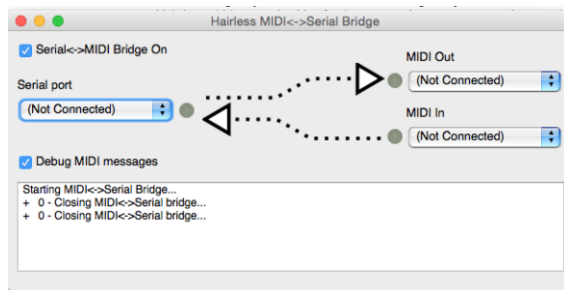 Hairless MIDI<->Serial Bridge
Serial<->MIDI Bridge On
MIDI Out
(Not Connected)
Serial port
(Not Connected)
MIDI In
(Not Connected)
Debug MIDI messages
Starting MIDI<->Serial Bridge...
+ 0 - Closing MIDI<->Serial bridge...
+ 0 - Closing MIDI<->Serial bridge...